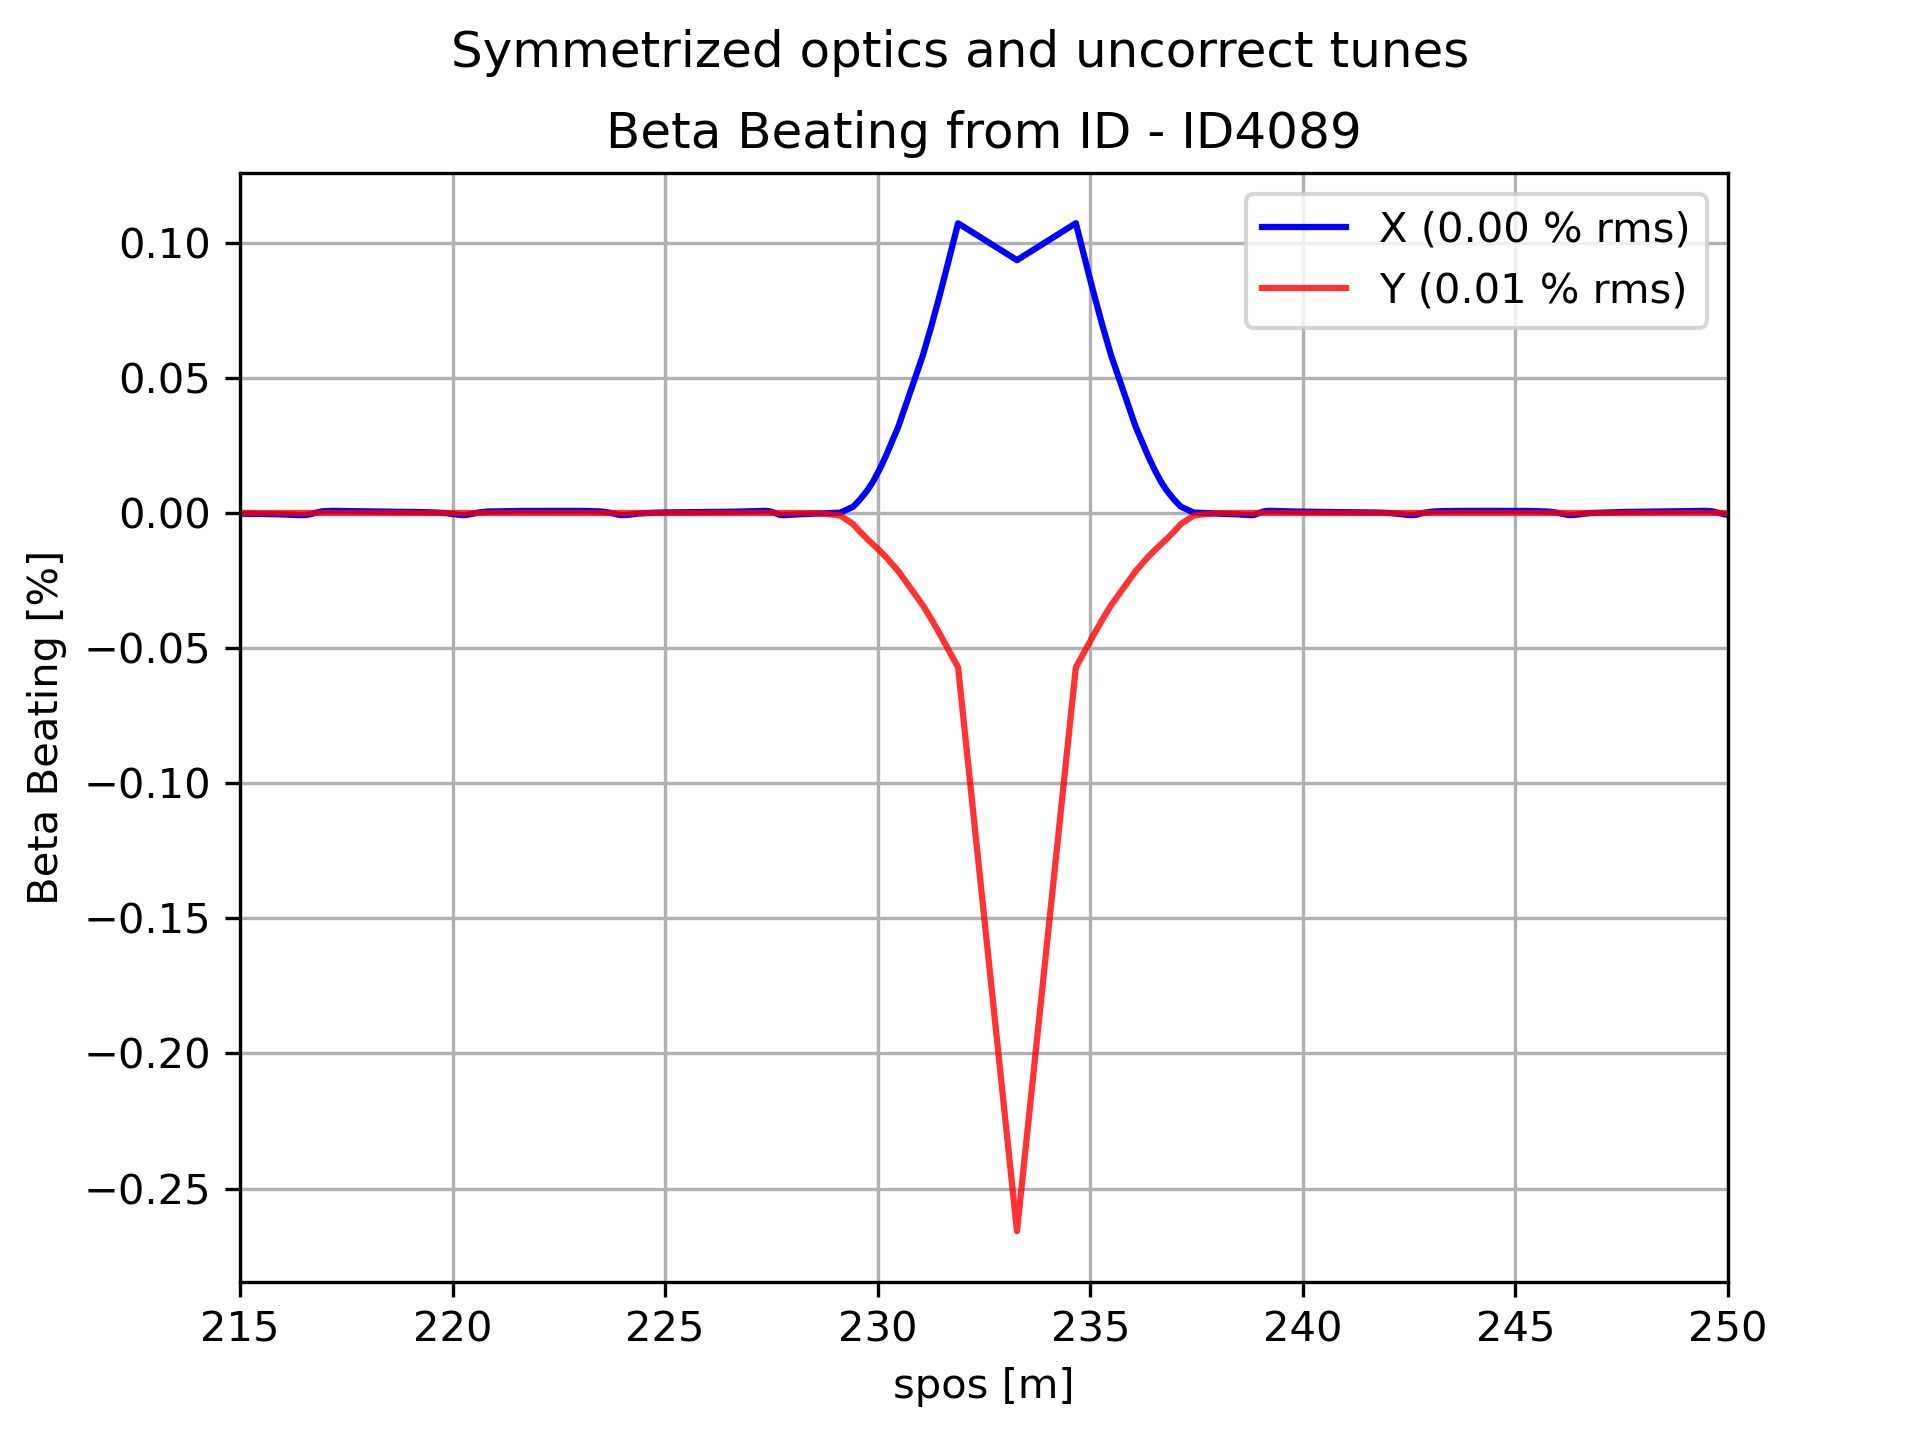 Symmetrized optics and uncorrect tunes
Beta Beating from ID - ID4089
X (0.00 % rms)
Y (0.01 % rms)
0.10
0.05
0.00
−0.05
−0.10
−0.15
−0.20
−0.25
Beta Beating [%]
215 220 225 230 235 240 245 250
spos [m]